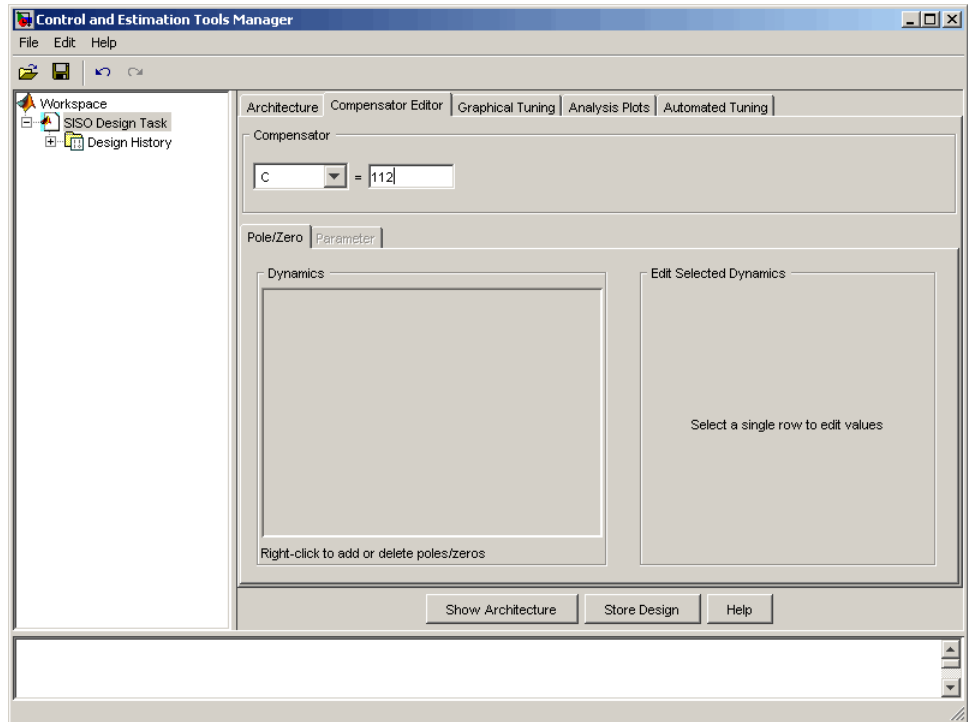 Control and Estimation Tools Manager
File Edit Help
Workspace
SISO Design Task
Design History
Architecture Compensator Editor Graphical Tuning Analysis Plots Automated Tuning
Compensator
C = 112
Pole/Zero Parameter
Dynamics
Edit Selected Dynamics
Select a single row to edit values
Right-click to add or delete poles/zeros
Show Architecture Store Design Help